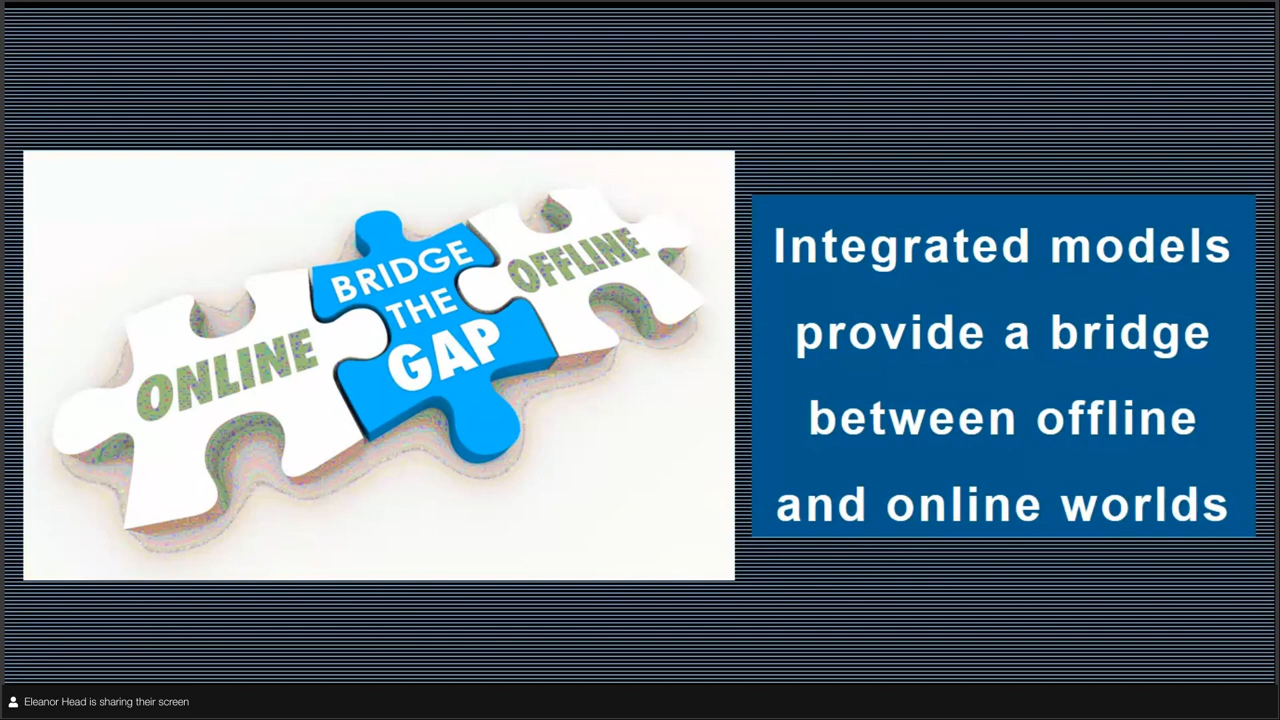 ONLINE
BRIDGE
THE
GAP
OFFLINE
Integrated models
provide a bridge
between offline
and online worlds
Eleanor Head is sharing their screen